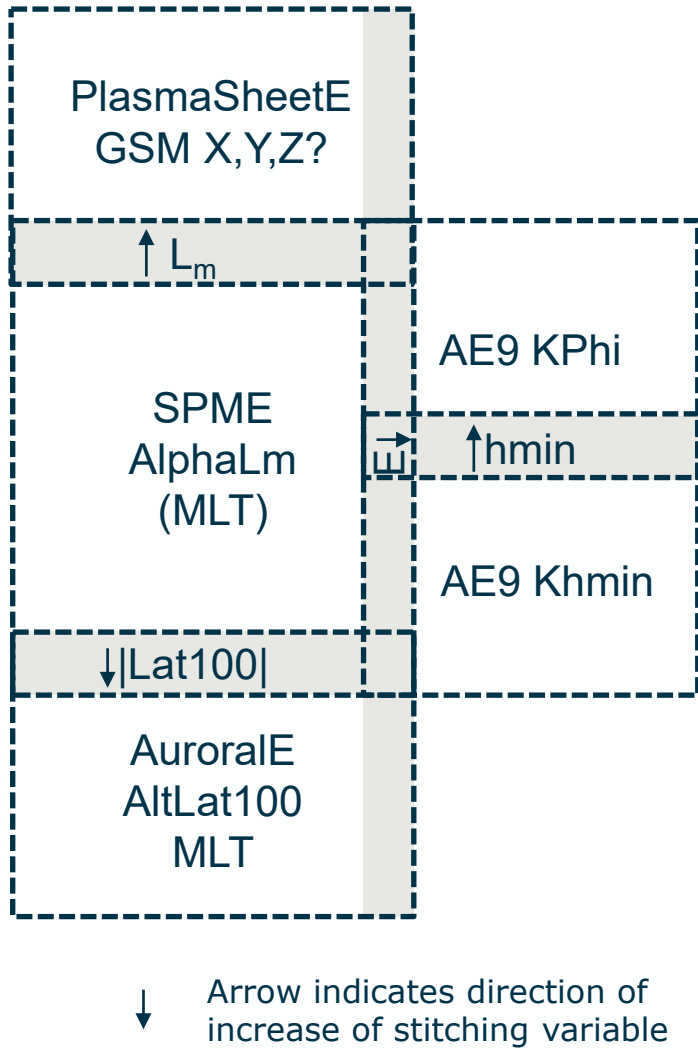 PlasmaSheetE
GSM X,Y,Z?
↑ Lₘ
AE9 KPhi
SPME
AlphaLm
(MLT)
E↑
↑hmin
AE9 Khmin
↓|Lat100|
AuroralE
AltLat100
MLT
↓ Arrow indicates direction of
increase of stitching variable